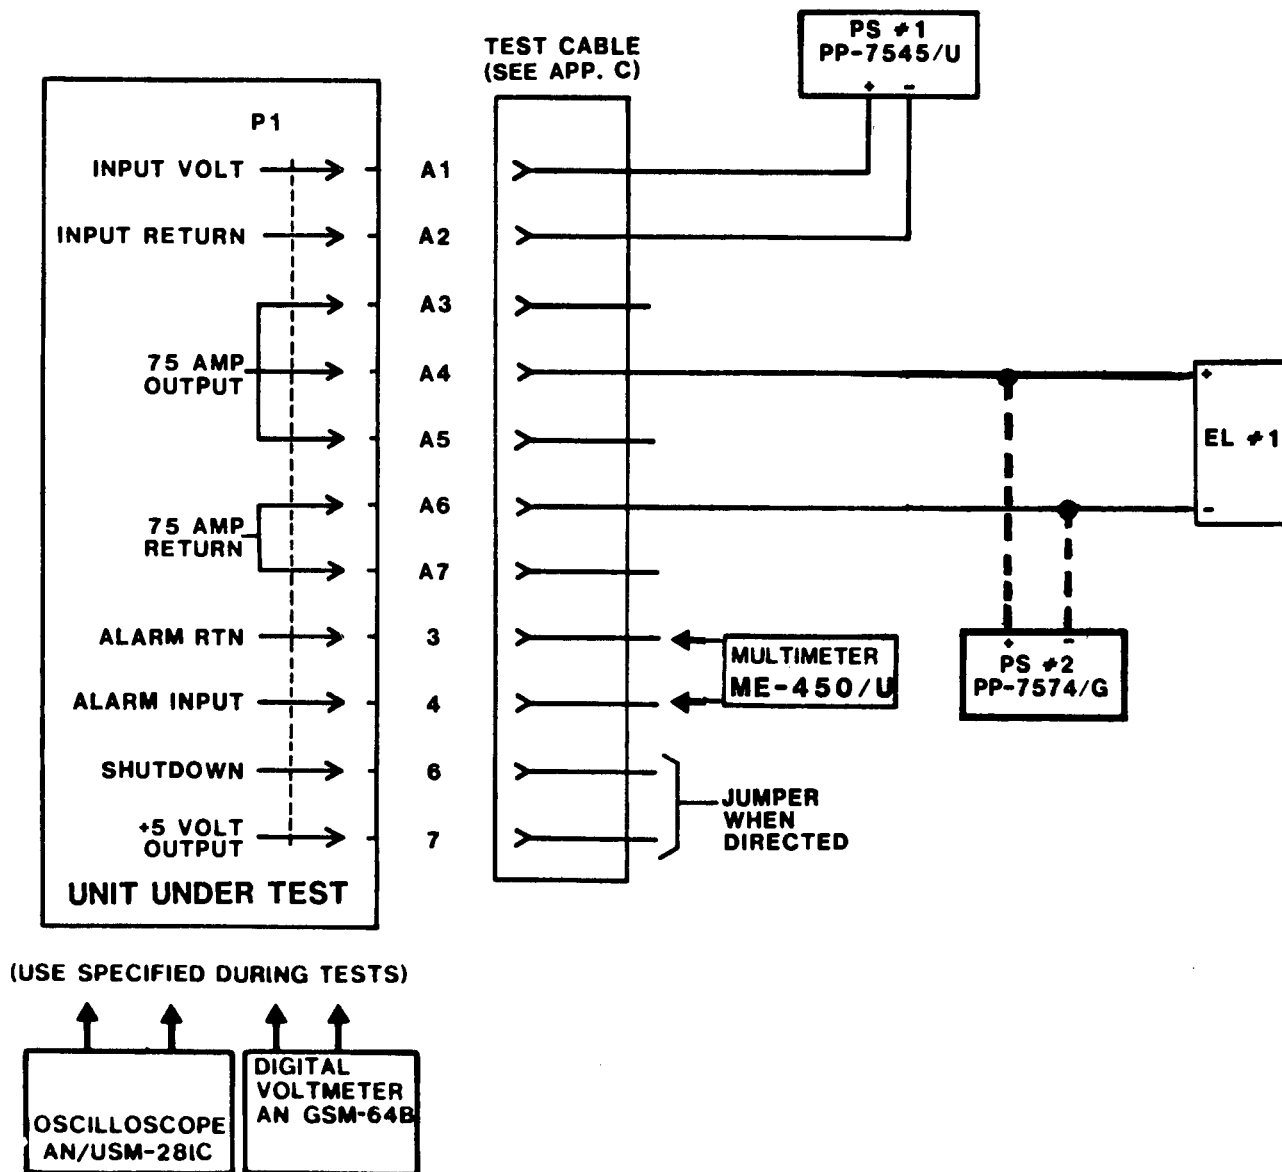 PS #1
PP-7545/U
+ -
TEST CABLE
(SEE APP. C)
P1
INPUT VOLT
A1
INPUT RETURN
A2
A3
75 AMP
OUTPUT
A4
A5
+
EL #1
-
A6
75 AMP
RETURN
A7
ALARM RTN
3
ALARM INPUT
4
MULTIMETER
ME-450/U
+ -
PS #2
PP-7574/G
SHUTDOWN
6
+5 VOLT
OUTPUT
7
JUMPER
WHEN
DIRECTED
UNIT UNDER TEST
(USE SPECIFIED DURING TESTS)
OSCILLOSCOPE
AN/USM-281C
DIGITAL
VOLTMETER
AN GSM-64B